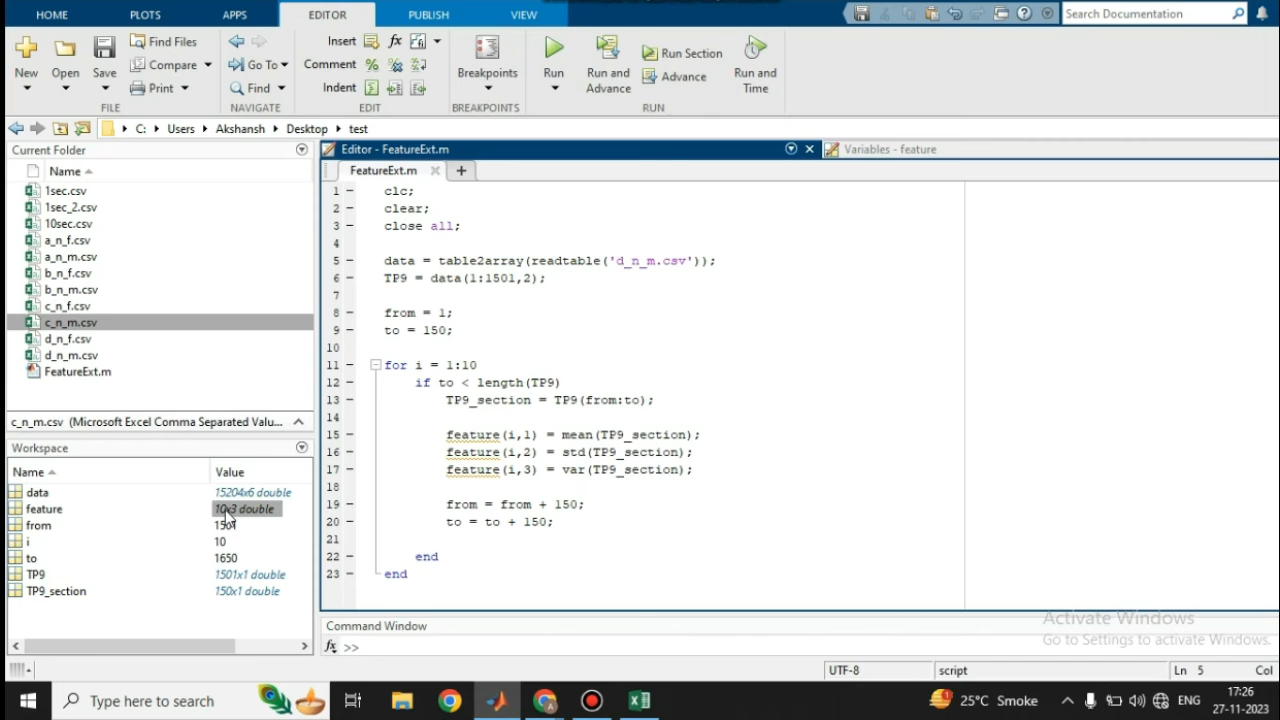 HOME PLOTS APPS EDITOR PUBLISH VIEW Search Documentation
New Open Save Find Files Compare Print Go To Find Insert fx Comment % Indent Breakpoints Run Run and Advance Run Section Advance Run and Time
FILE NAVIGATE EDIT BREAKPOINTS RUN
C: Users Akshansh Desktop test
Current Folder
Name
1sec.csv
1sec_2.csv
10sec.csv
a_n_f.csv
a_n_m.csv
b_n_f.csv
b_n_m.csv
c_n_f.csv
c_n_m.csv
d_n_f.csv
d_n_m.csv
FeatureExt.m
c_n_m.csv (Microsoft Excel Comma Separated Valu...
Workspace
Name Value
data 15204x6 double
feature 10x3 double
from 1501
i 10
to 1650
TP9 1501x1 double
TP9_section 150x1 double
Editor - FeatureExt.m Variables - feature
FeatureExt.m +
1 – clc;
2 – clear;
3 – close all;
4
5 – data = table2array(readtable('d_n_m.csv'));
6 – TP9 = data(1:1501,2);
7
8 – from = 1;
9 – to = 150;
10
11 – for i = 1:10
12 – if to < length(TP9)
13 – TP9_section = TP9(from:to);
14
15 – feature(i,1) = mean(TP9_section);
16 – feature(i,2) = std(TP9_section);
17 – feature(i,3) = var(TP9_section);
18
19 – from = from + 150;
20 – to = to + 150;
21
22 – end
23 – end
Activate Windows
Go to Settings to activate Windows.
Command Window
fx >>
UTF-8 script Ln 5 Col
Type here to search 25°C Smoke ENG 17:26
27-11-2023